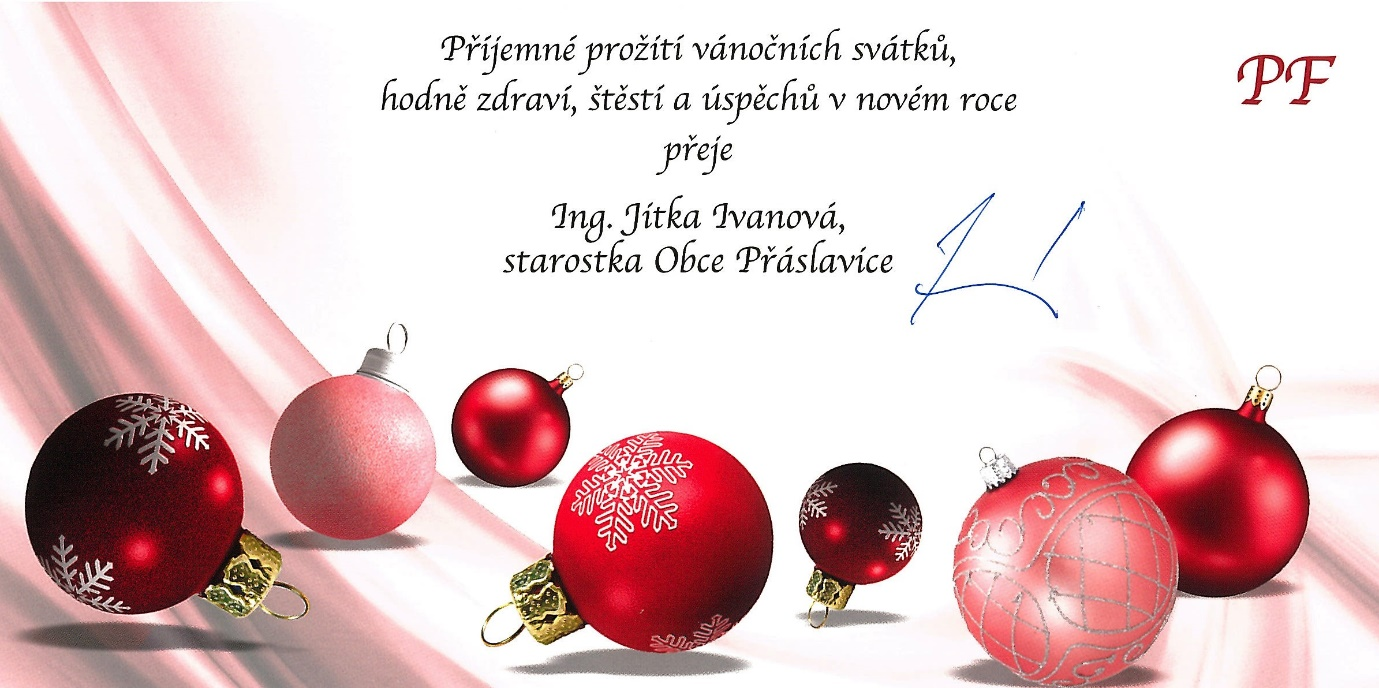 Příjemné prožití vánočních svátků,
hodně zdraví, štěstí a úspěchů v novém roce
přeje
Ing. Jitka Ivanová,
starostka Obce Přáslavice
PF